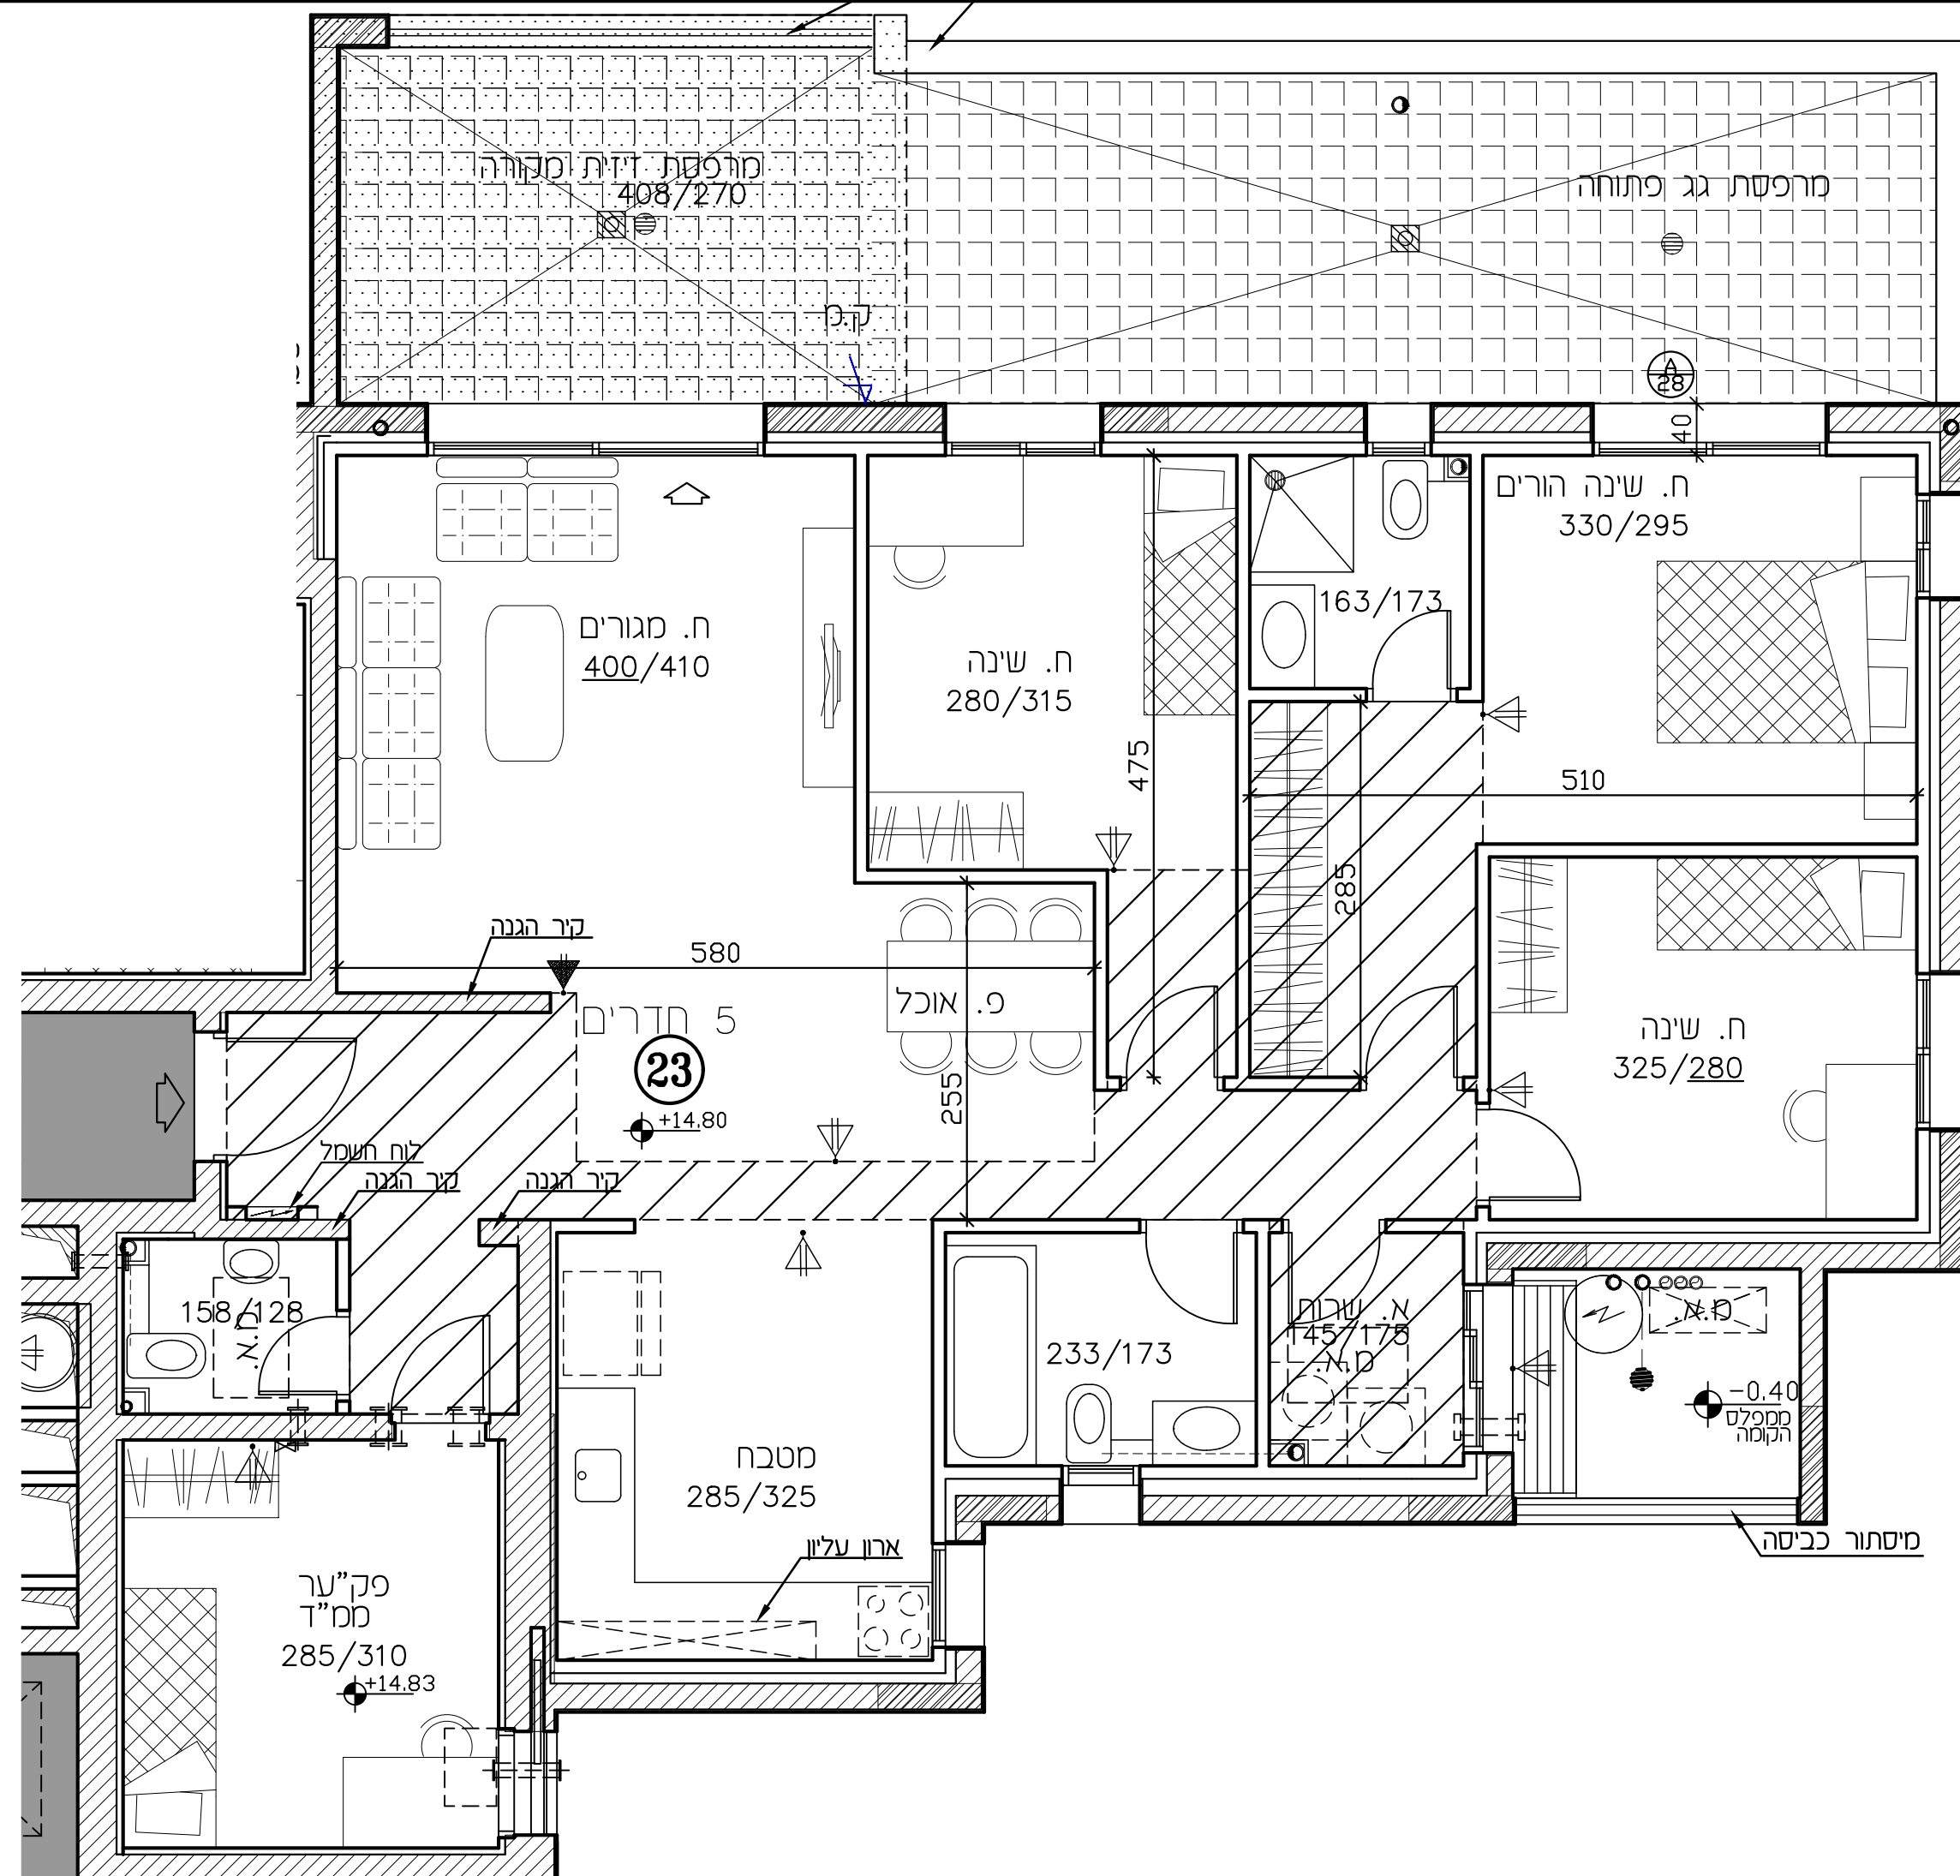 מרפסת זיזית מקורה
408/270
מרפסת גג פתוחה
ק.מ
A
28
40
ח. שינה הורים
330/295
163/173
ח. מגורים
400/410
ח. שינה
280/315
475
510
285
קיר הגנה
580
פ. אוכל
5 חדרים
23
+14.80
255
ח. שינה
325/280
לוח חשמל
קיר הגנה
קיר הגנה
158/128
מ.א.
א. שרות
145/175
מ.א.
233/173
מ.א.
-0.40
ממפלס
הקומה
מטבח
285/325
ארון עליון
מיסתור כביסה
פק"ער
ממ"ד
285/310
+14.83